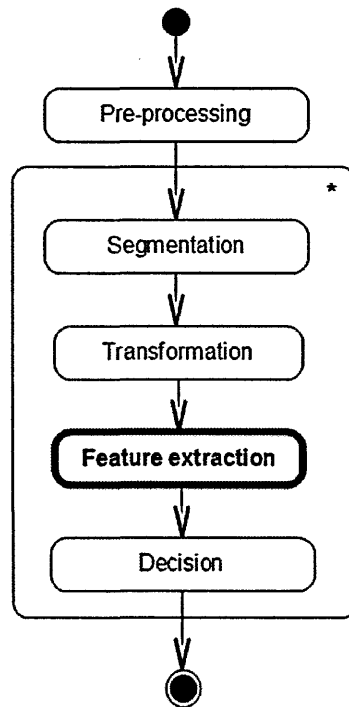 Pre-processing
*
Segmentation
Transformation
Feature extraction
Decision